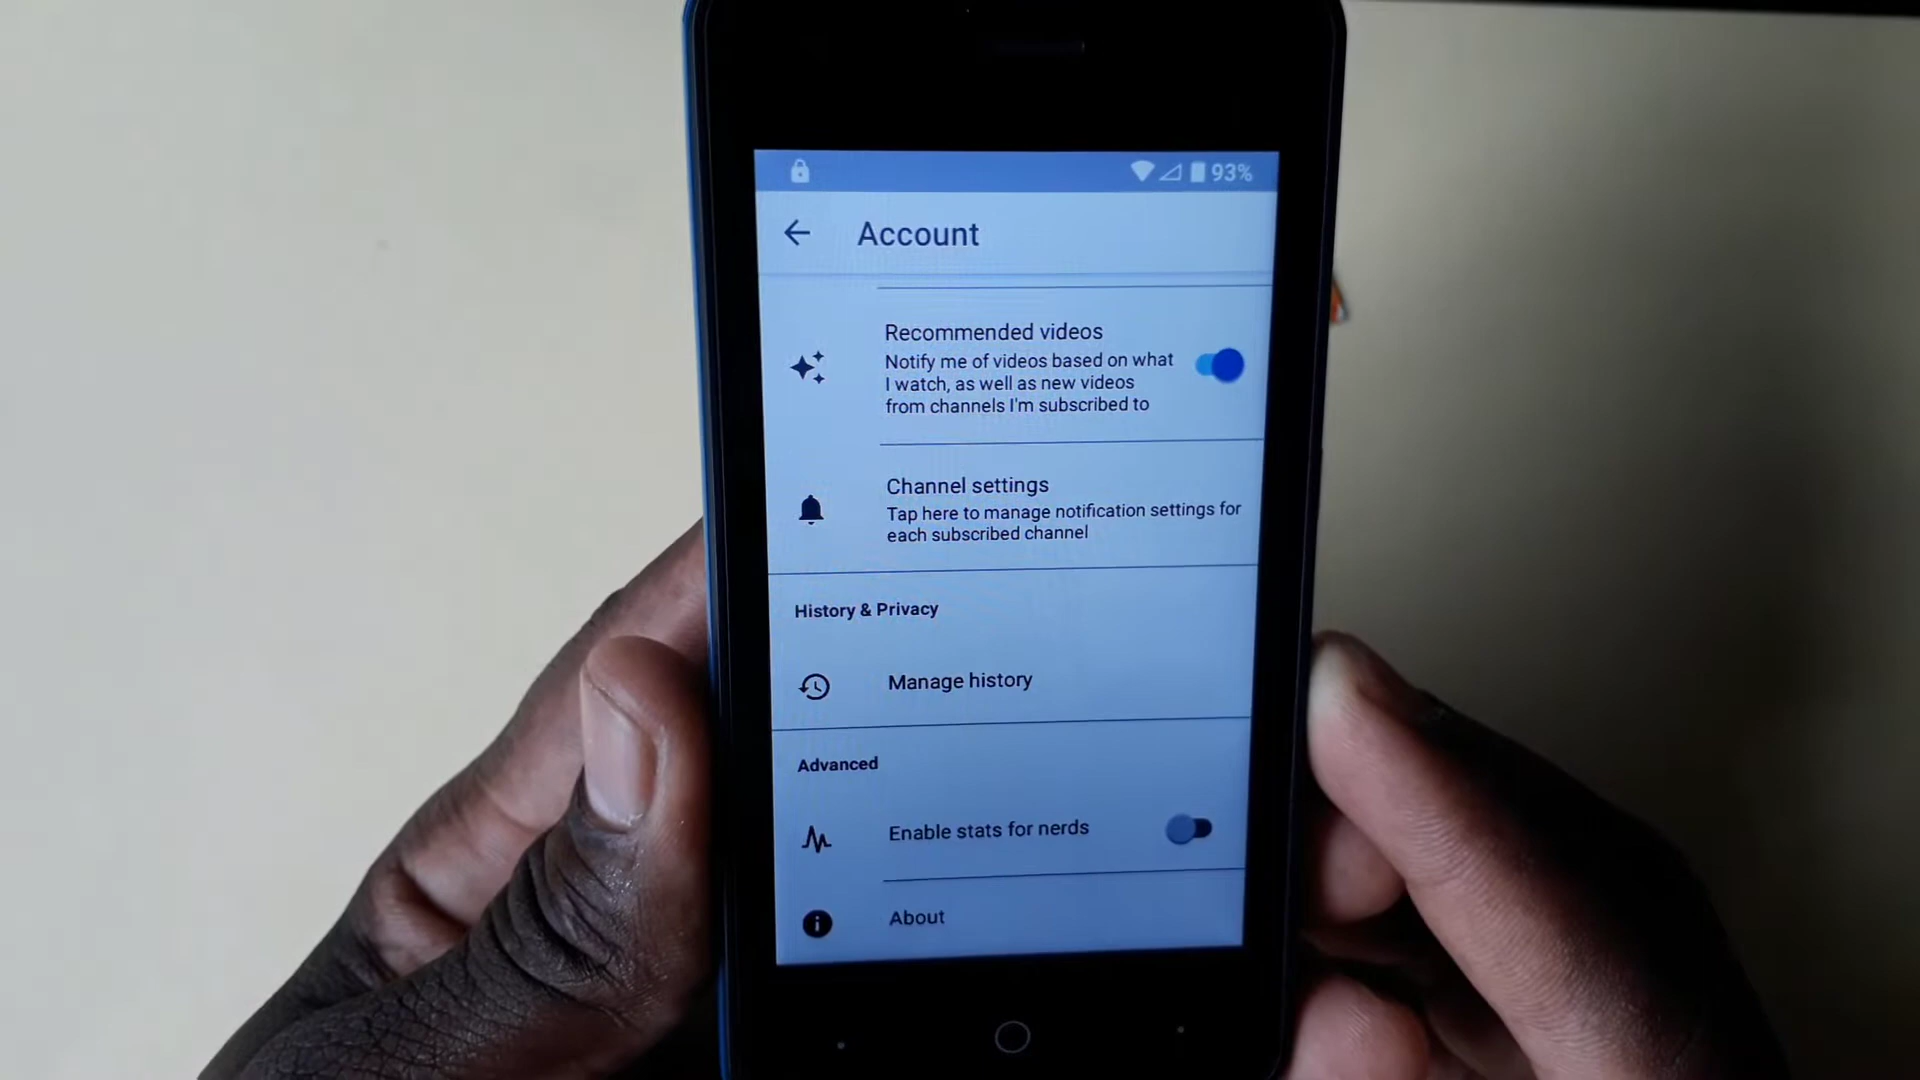 93%
Account
Recommended videos
Notify me of videos based on what
I watch, as well as new videos
from channels I'm subscribed to
Channel settings
Tap here to manage notification settings for
each subscribed channel
History & Privacy
Manage history
Advanced
Enable stats for nerds
About